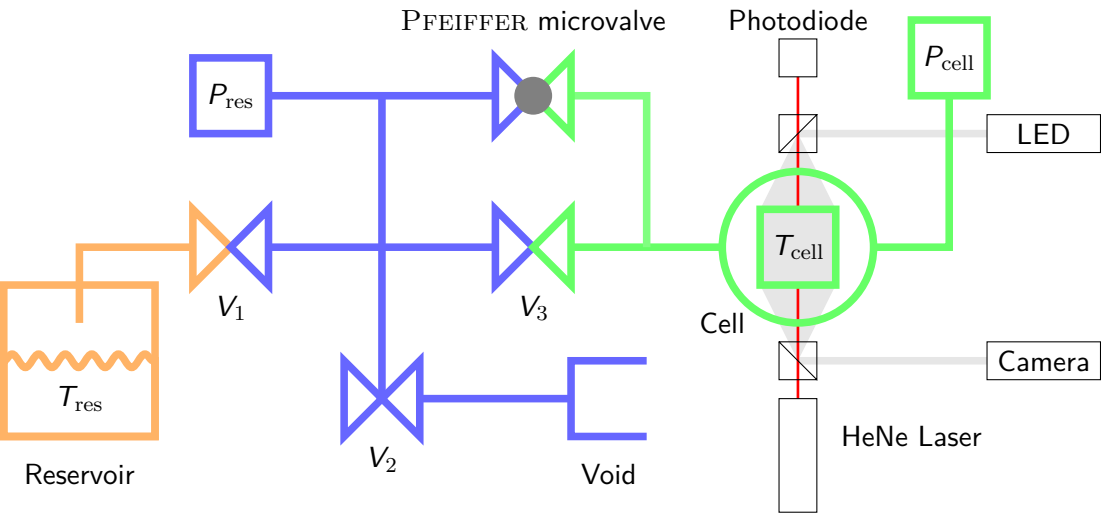 PFEIFFER microvalve
Photodiode
P_res
P_cell
LED
T_cell
V_1
V_3
Cell
T_res
Camera
V_2
HeNe Laser
Reservoir
Void